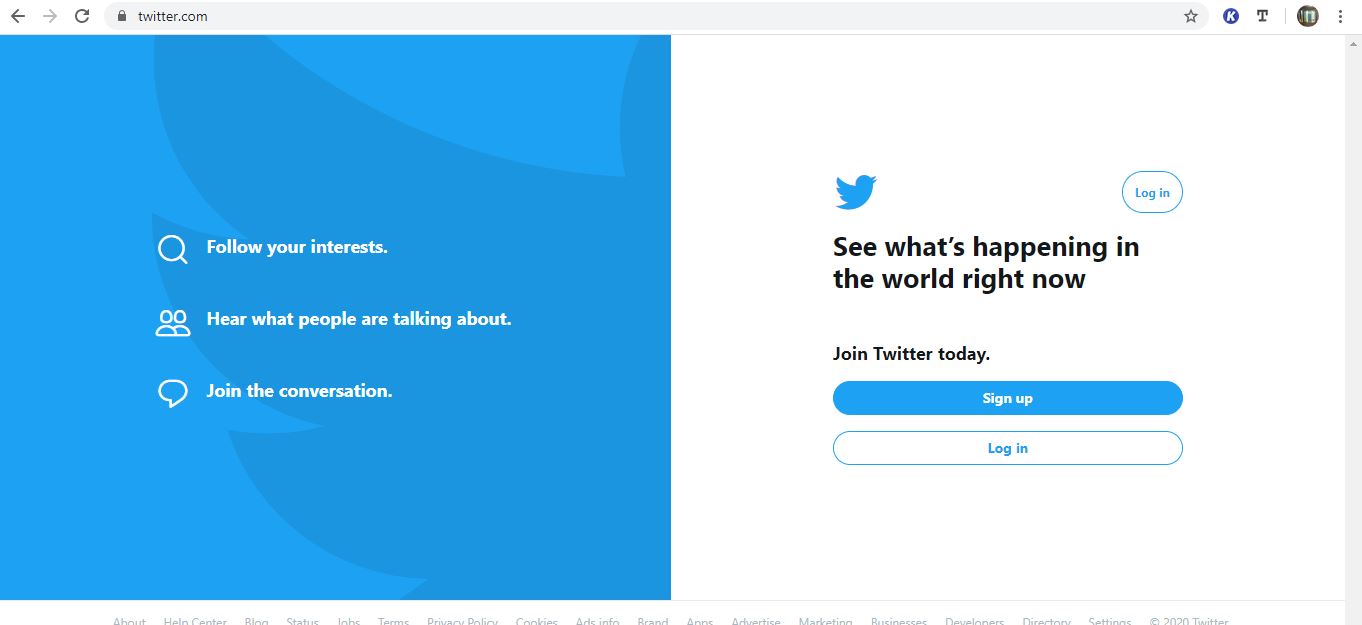 twitter.com
K T
Follow your interests.
Hear what people are talking about.
Join the conversation.
Log in
See what's happening in
the world right now
Join Twitter today.
Sign up
Log in
About Help Center Blog Status Jobs Terms Privacy Policy Cookies Ads info Brand Apps Advertise Marketing Businesses Developers Directory Settings © 2020 Twitter